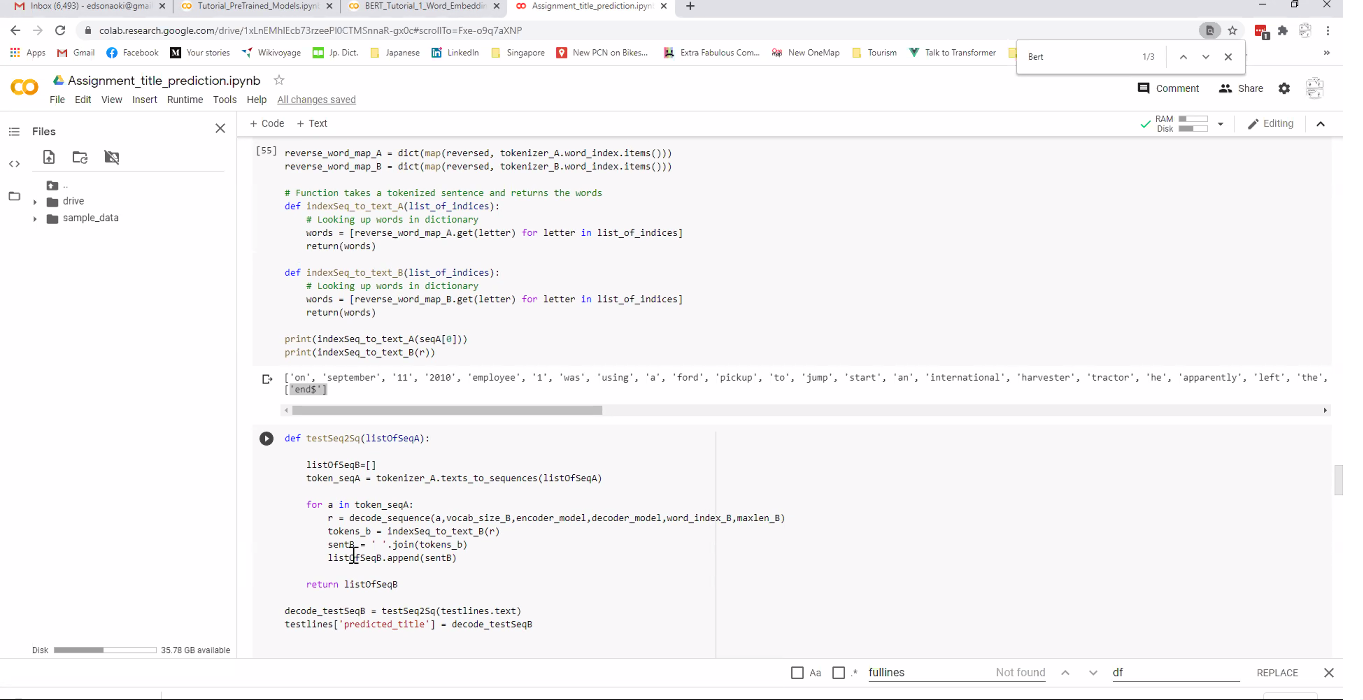 Inbox (6,493) - edsonaoki@gmai
Tutorial_PreTrained_Models.ipynb
BERT_Tutorial_1_Word_Embeddin
Assignment_title_prediction.ipynb
colab.research.google.com/drive/1xLnEMhIEcb73rzeePl0CTMSnnaR-gx0c#scrollTo=Fxe-o9q7aXNP
Apps
Gmail
Facebook
Your stories
Wikivoyage
Jp. Dict.
Japanese
LinkedIn
Singapore
New PCN on Bikes...
Extra Fabulous Com...
New OneMap
Tourism
Talk to Transformer
Bert
1/3
Assignment_title_prediction.ipynb
File Edit View Insert Runtime Tools Help All changes saved
Comment
Share
Files
+ Code + Text
RAM
Disk
Editing
..
drive
sample_data
[55] reverse_word_map_A = dict(map(reversed, tokenizer_A.word_index.items()))
reverse_word_map_B = dict(map(reversed, tokenizer_B.word_index.items()))
# Function takes a tokenized sentence and returns the words
def indexSeq_to_text_A(list_of_indices):
# Looking up words in dictionary
words = [reverse_word_map_A.get(letter) for letter in list_of_indices]
return(words)
def indexSeq_to_text_B(list_of_indices):
# Looking up words in dictionary
words = [reverse_word_map_B.get(letter) for letter in list_of_indices]
return(words)
print(indexSeq_to_text_A(seqA[0]))
print(indexSeq_to_text_B(r))
['on', 'september', '11', '2010', 'employee', '1', 'was', 'using', 'a', 'ford', 'pickup', 'to', 'jump', 'start', 'an', 'international', 'harvester', 'tractor', 'he', 'apparently', 'left', 'the',
['end$']
def testSeq2Sq(listOfSeqA):
listOfSeqB=[]
token_seqA = tokenizer_A.texts_to_sequences(listOfSeqA)
for a in token_seqA:
r = decode_sequence(a,vocab_size_B,encoder_model,decoder_model,word_index_B,maxlen_B)
tokens_b = indexSeq_to_text_B(r)
sentB = ' '.join(tokens_b)
listOfSeqB.append(sentB)
return listOfSeqB
decode_testSeqB = testSeq2Sq(testlines.text)
testlines['predicted_title'] = decode_testSeqB
Disk
35.78 GB available
Aa
.*
fullines
Not found
df
REPLACE